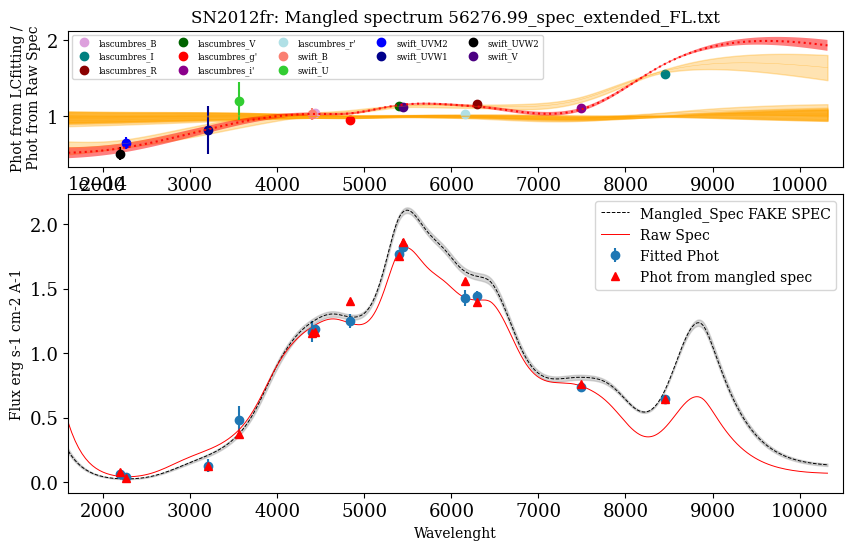 SN2012fr: Mangled spectrum 56276.99_spec_extended_FL.txt
Phot from LCfitting /
Phot from Raw Spec
2
1
lascumbres_B
lascumbres_I
lascumbres_R
lascumbres_V
lascumbres_g'
lascumbres_i'
lascumbres_r'
swift_B
swift_U
swift_UVM2
swift_UVW1
swift_UVW2
swift_V
2000 3000 4000 5000 6000 7000 8000 9000 10000
1e−14
Flux erg s-1 cm-2 A-1
2.0
1.5
1.0
0.5
0.0
Mangled_Spec FAKE SPEC
Raw Spec
Fitted Phot
Phot from mangled spec
2000 3000 4000 5000 6000 7000 8000 9000 10000
Wavelenght